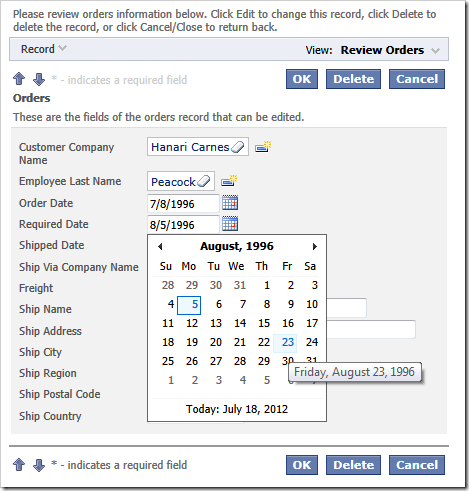 Please review orders information below. Click Edit to change this record, click Delete to
delete the record, or click Cancel/Close to return back.
Record View: Review Orders
* - indicates a required field OK Delete Cancel
Orders
These are the fields of the orders record that can be edited.
Customer Company
Name
Hanari Carnes
Employee Last Name Peacock
Order Date 7/8/1996
Required Date 8/5/1996
Shipped Date
Ship Via Company Name
Freight
Ship Name
Ship Address
Ship City
Ship Region
Ship Postal Code
Ship Country
August, 1996
Su Mo Tu We Th Fr Sa
28 29 30 31 1 2 3
4 5 6 7 8 9 10
11 12 13 14 15 16 17
18 19 20 21 22 23 24
25 26 27 28 29 30 31
1 2 3 4 5
Friday, August 23, 1996
Today: July 18, 2012
* - indicates a required field OK Delete Cancel